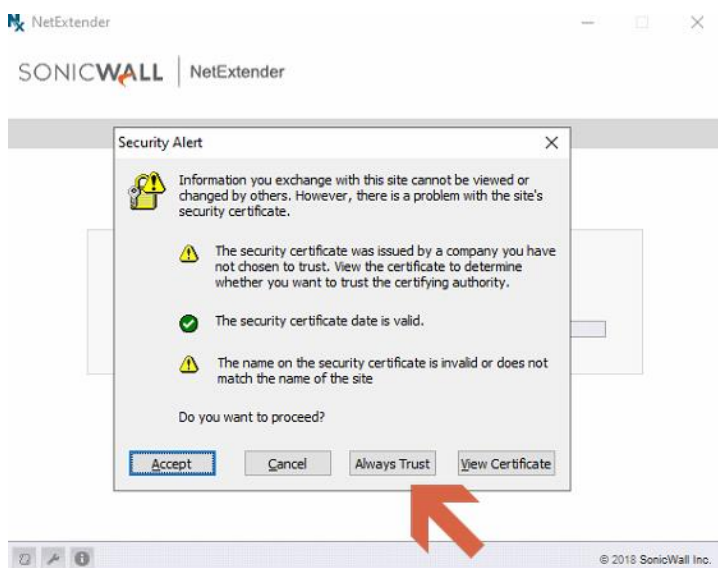 NetExtender
SONICWALL | NetExtender
Security Alert
Information you exchange with this site cannot be viewed or
changed by others. However, there is a problem with the site's
security certificate.
The security certificate was issued by a company you have
not chosen to trust. View the certificate to determine
whether you want to trust the certifying authority.
The security certificate date is valid.
The name on the security certificate is invalid or does not
match the name of the site
Do you want to proceed?
Accept Cancel Always Trust View Certificate
© 2018 SonicWall Inc.